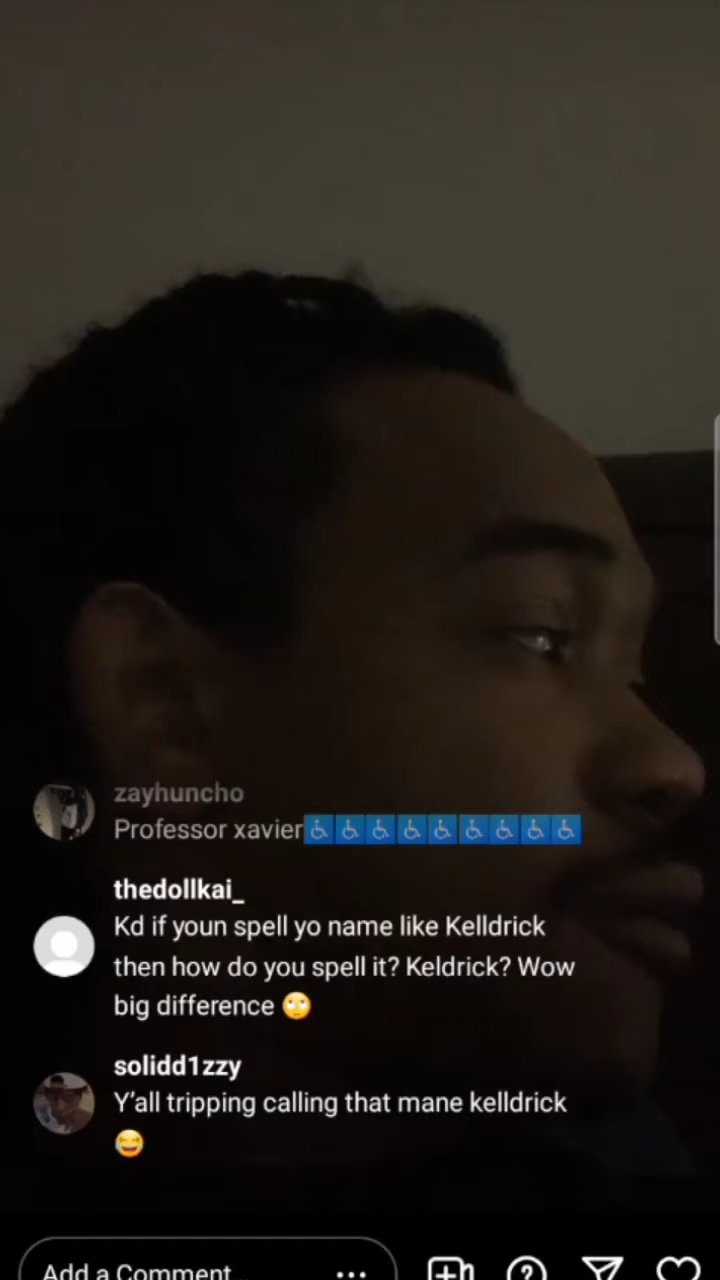 zayhuncho
Professor xavier♿♿♿♿♿♿♿♿♿
thedollkai_
Kd if youn spell yo name like Kelldrick
then how do you spell it? Keldrick? Wow
big difference 🙄
solidd1zzy
Y'all tripping calling that mane kelldrick
😂
Add a Comment...